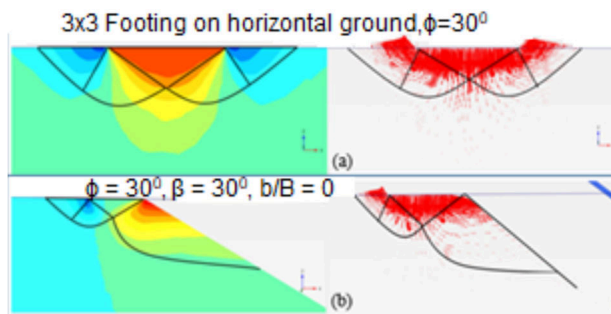 3x3 Footing on horizontal ground,ϕ=30⁰
(a)
ϕ = 30⁰, β = 30⁰, b/B = 0
(b)